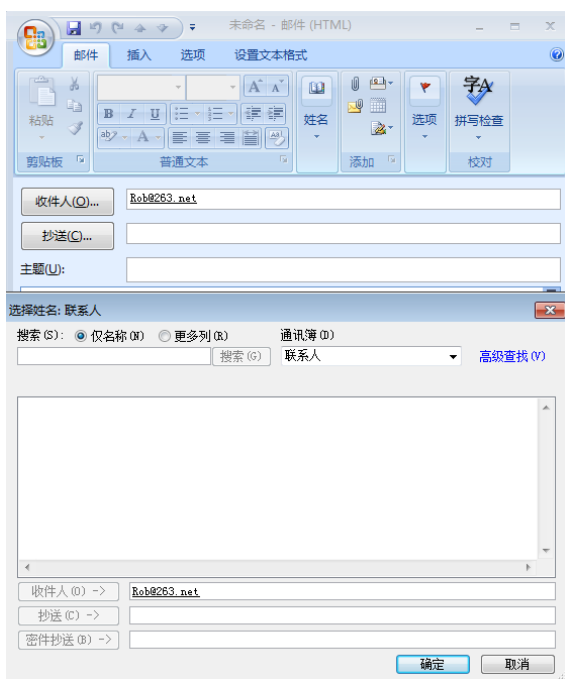 未命名 - 邮件 (HTML)
邮件 插入 选项 设置文本格式
粘贴
B I U
A A
ab A
姓名
选项
字A
拼写检查
剪贴板 普通文本 添加 校对
收件人(O)... Rob@263.net
抄送(C)...
主题(U):
选择姓名: 联系人
搜索(S): 仅名称(N) 更多列(R) 通讯簿(D)
搜索(G) 联系人 高级查找(V)
收件人(O) -> Rob@263.net
抄送(C) ->
密件抄送(B) ->
确定 取消